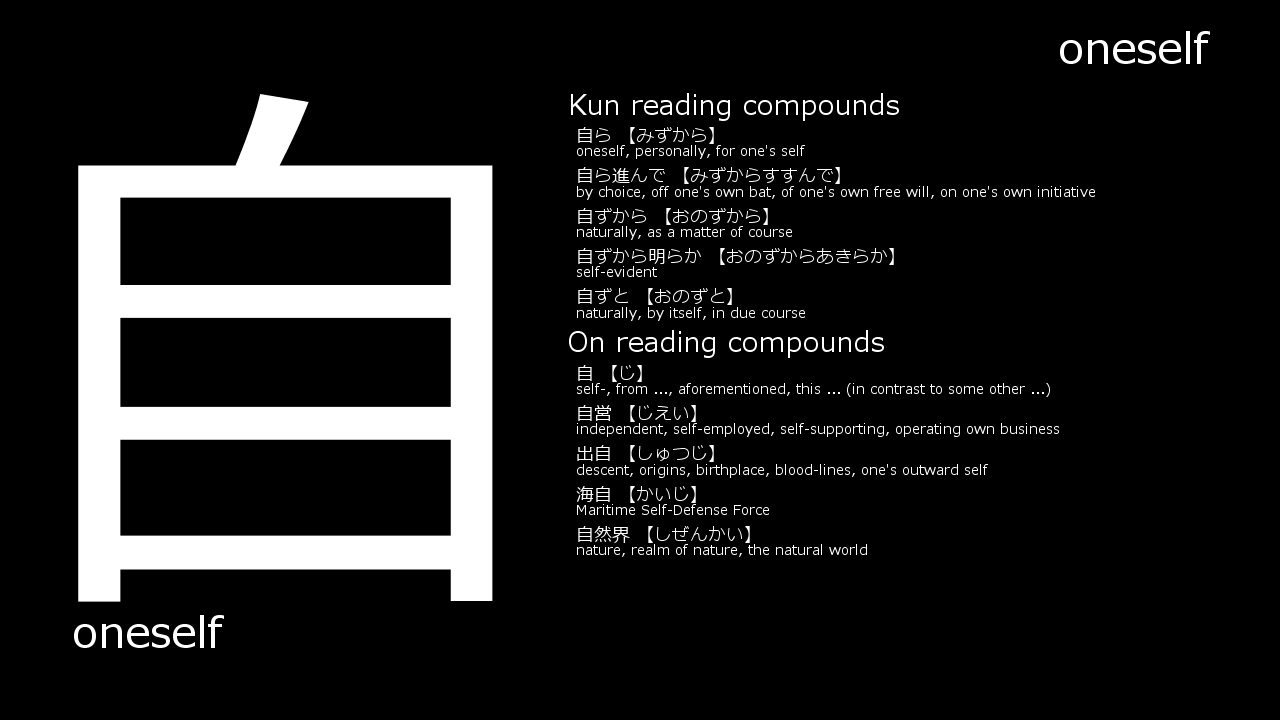 oneself
自
oneself
Kun reading compounds
自ら 【みずから】
oneself, personally, for one's self
自ら進んで 【みずからすすんで】
by choice, off one's own bat, of one's own free will, on one's own initiative
自ずから 【おのずから】
naturally, as a matter of course
自ずから明らか 【おのずからあきらか】
self-evident
自ずと 【おのずと】
naturally, by itself, in due course
On reading compounds
自 【じ】
self-, from ..., aforementioned, this ... (in contrast to some other ...)
自営 【じえい】
independent, self-employed, self-supporting, operating own business
出自 【しゅつじ】
descent, origins, birthplace, blood-lines, one's outward self
海自 【かいじ】
Maritime Self-Defense Force
自然界 【しぜんかい】
nature, realm of nature, the natural world